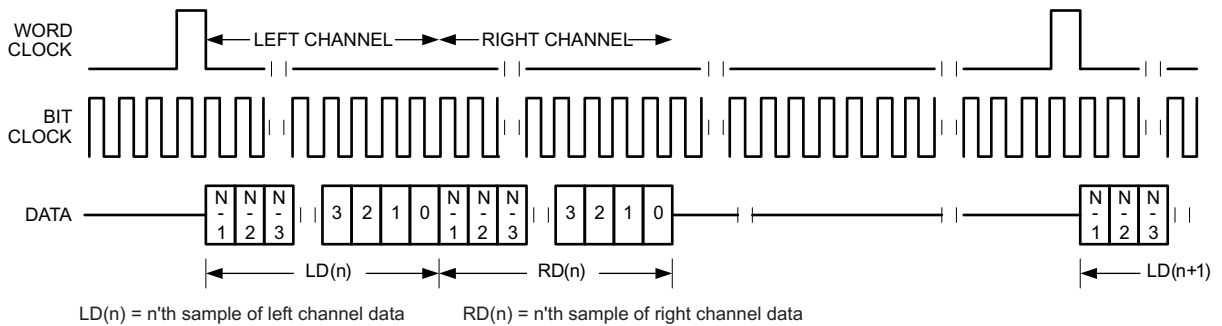 WORD
CLOCK
LEFT CHANNEL
RIGHT CHANNEL
BIT
CLOCK
DATA
N
-
1
N
-
2
N
-
3
3
2
1
0
N
-
1
N
-
2
N
-
3
3
2
1
0
N
-
1
N
-
2
N
-
3
LD(n)
RD(n)
LD(n+1)
LD(n) = n'th sample of left channel data
RD(n) = n'th sample of right channel data